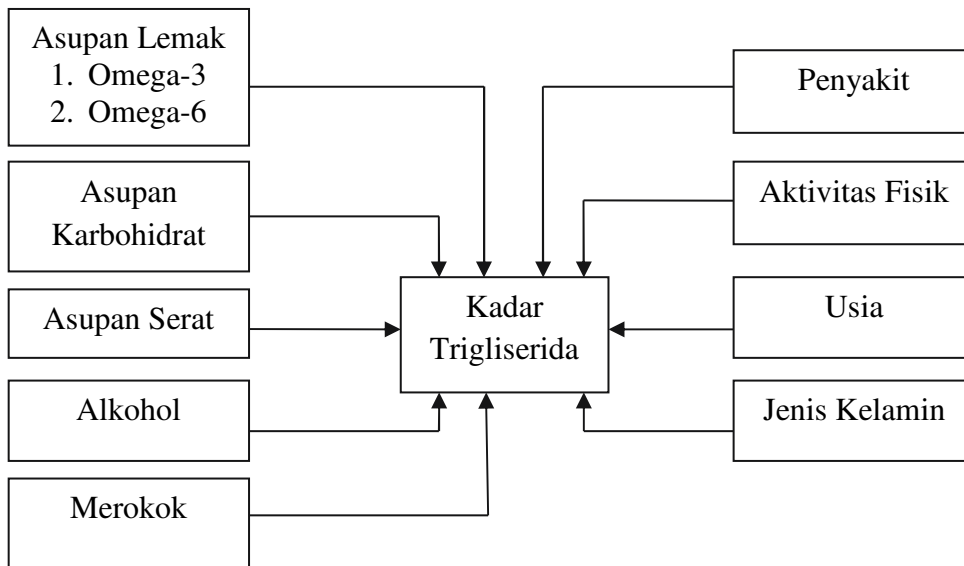 Asupan Lemak
1. Omega-3
2. Omega-6
Asupan
Karbohidrat
Asupan Serat
Alkohol
Merokok
Kadar
Trigliserida
Penyakit
Aktivitas Fisik
Usia
Jenis Kelamin